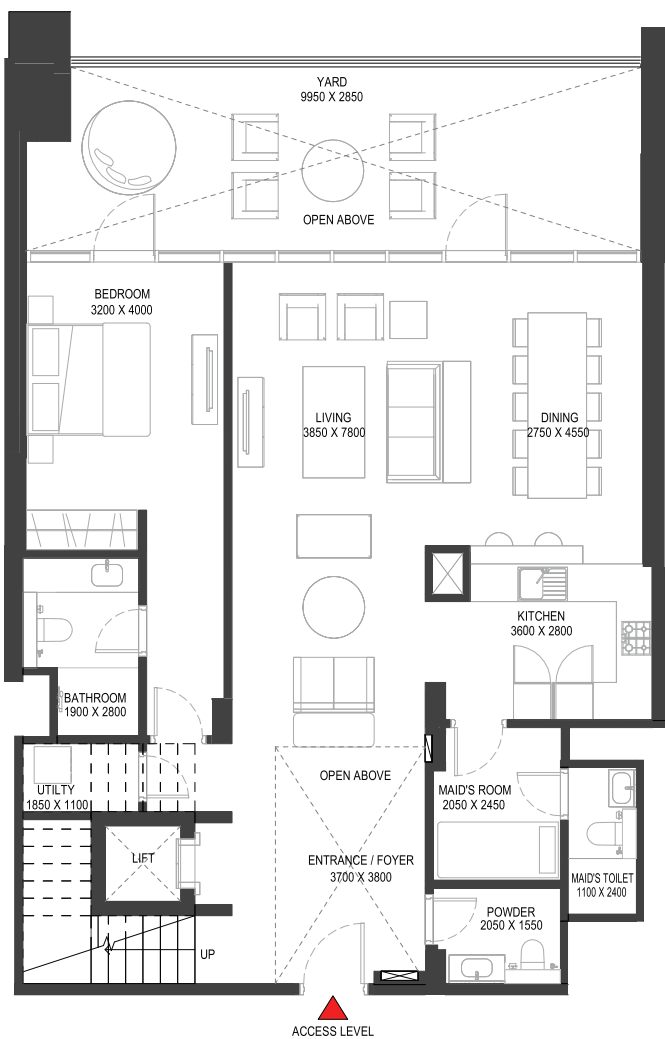 YARD
9950 X 2850
OPEN ABOVE
BEDROOM
3200 X 4000
LIVING
3850 X 7800
DINING
2750 X 4550
KITCHEN
3600 X 2800
BATHROOM
1900 X 2800
OPEN ABOVE
UTILTY
1850 X 1100
MAID'S ROOM
2050 X 2450
LIFT
ENTRANCE / FOYER
3700 X 3800
MAID'S TOILET
1100 X 2400
POWDER
2050 X 1550
UP
ACCESS LEVEL